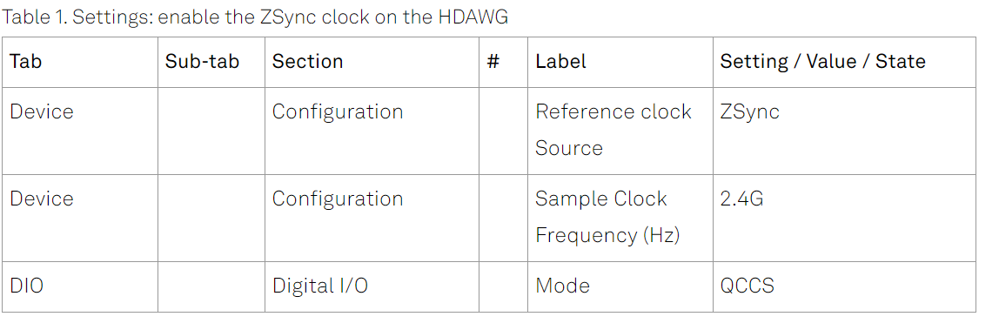 Table 1. Settings: enable the ZSync clock on the HDAWG
Tab Sub-tab Section # Label Setting / Value / State
Device Configuration Reference clock ZSync
Source
Device Configuration Sample Clock 2.4G
Frequency (Hz)
DIO Digital I/O Mode QCCS